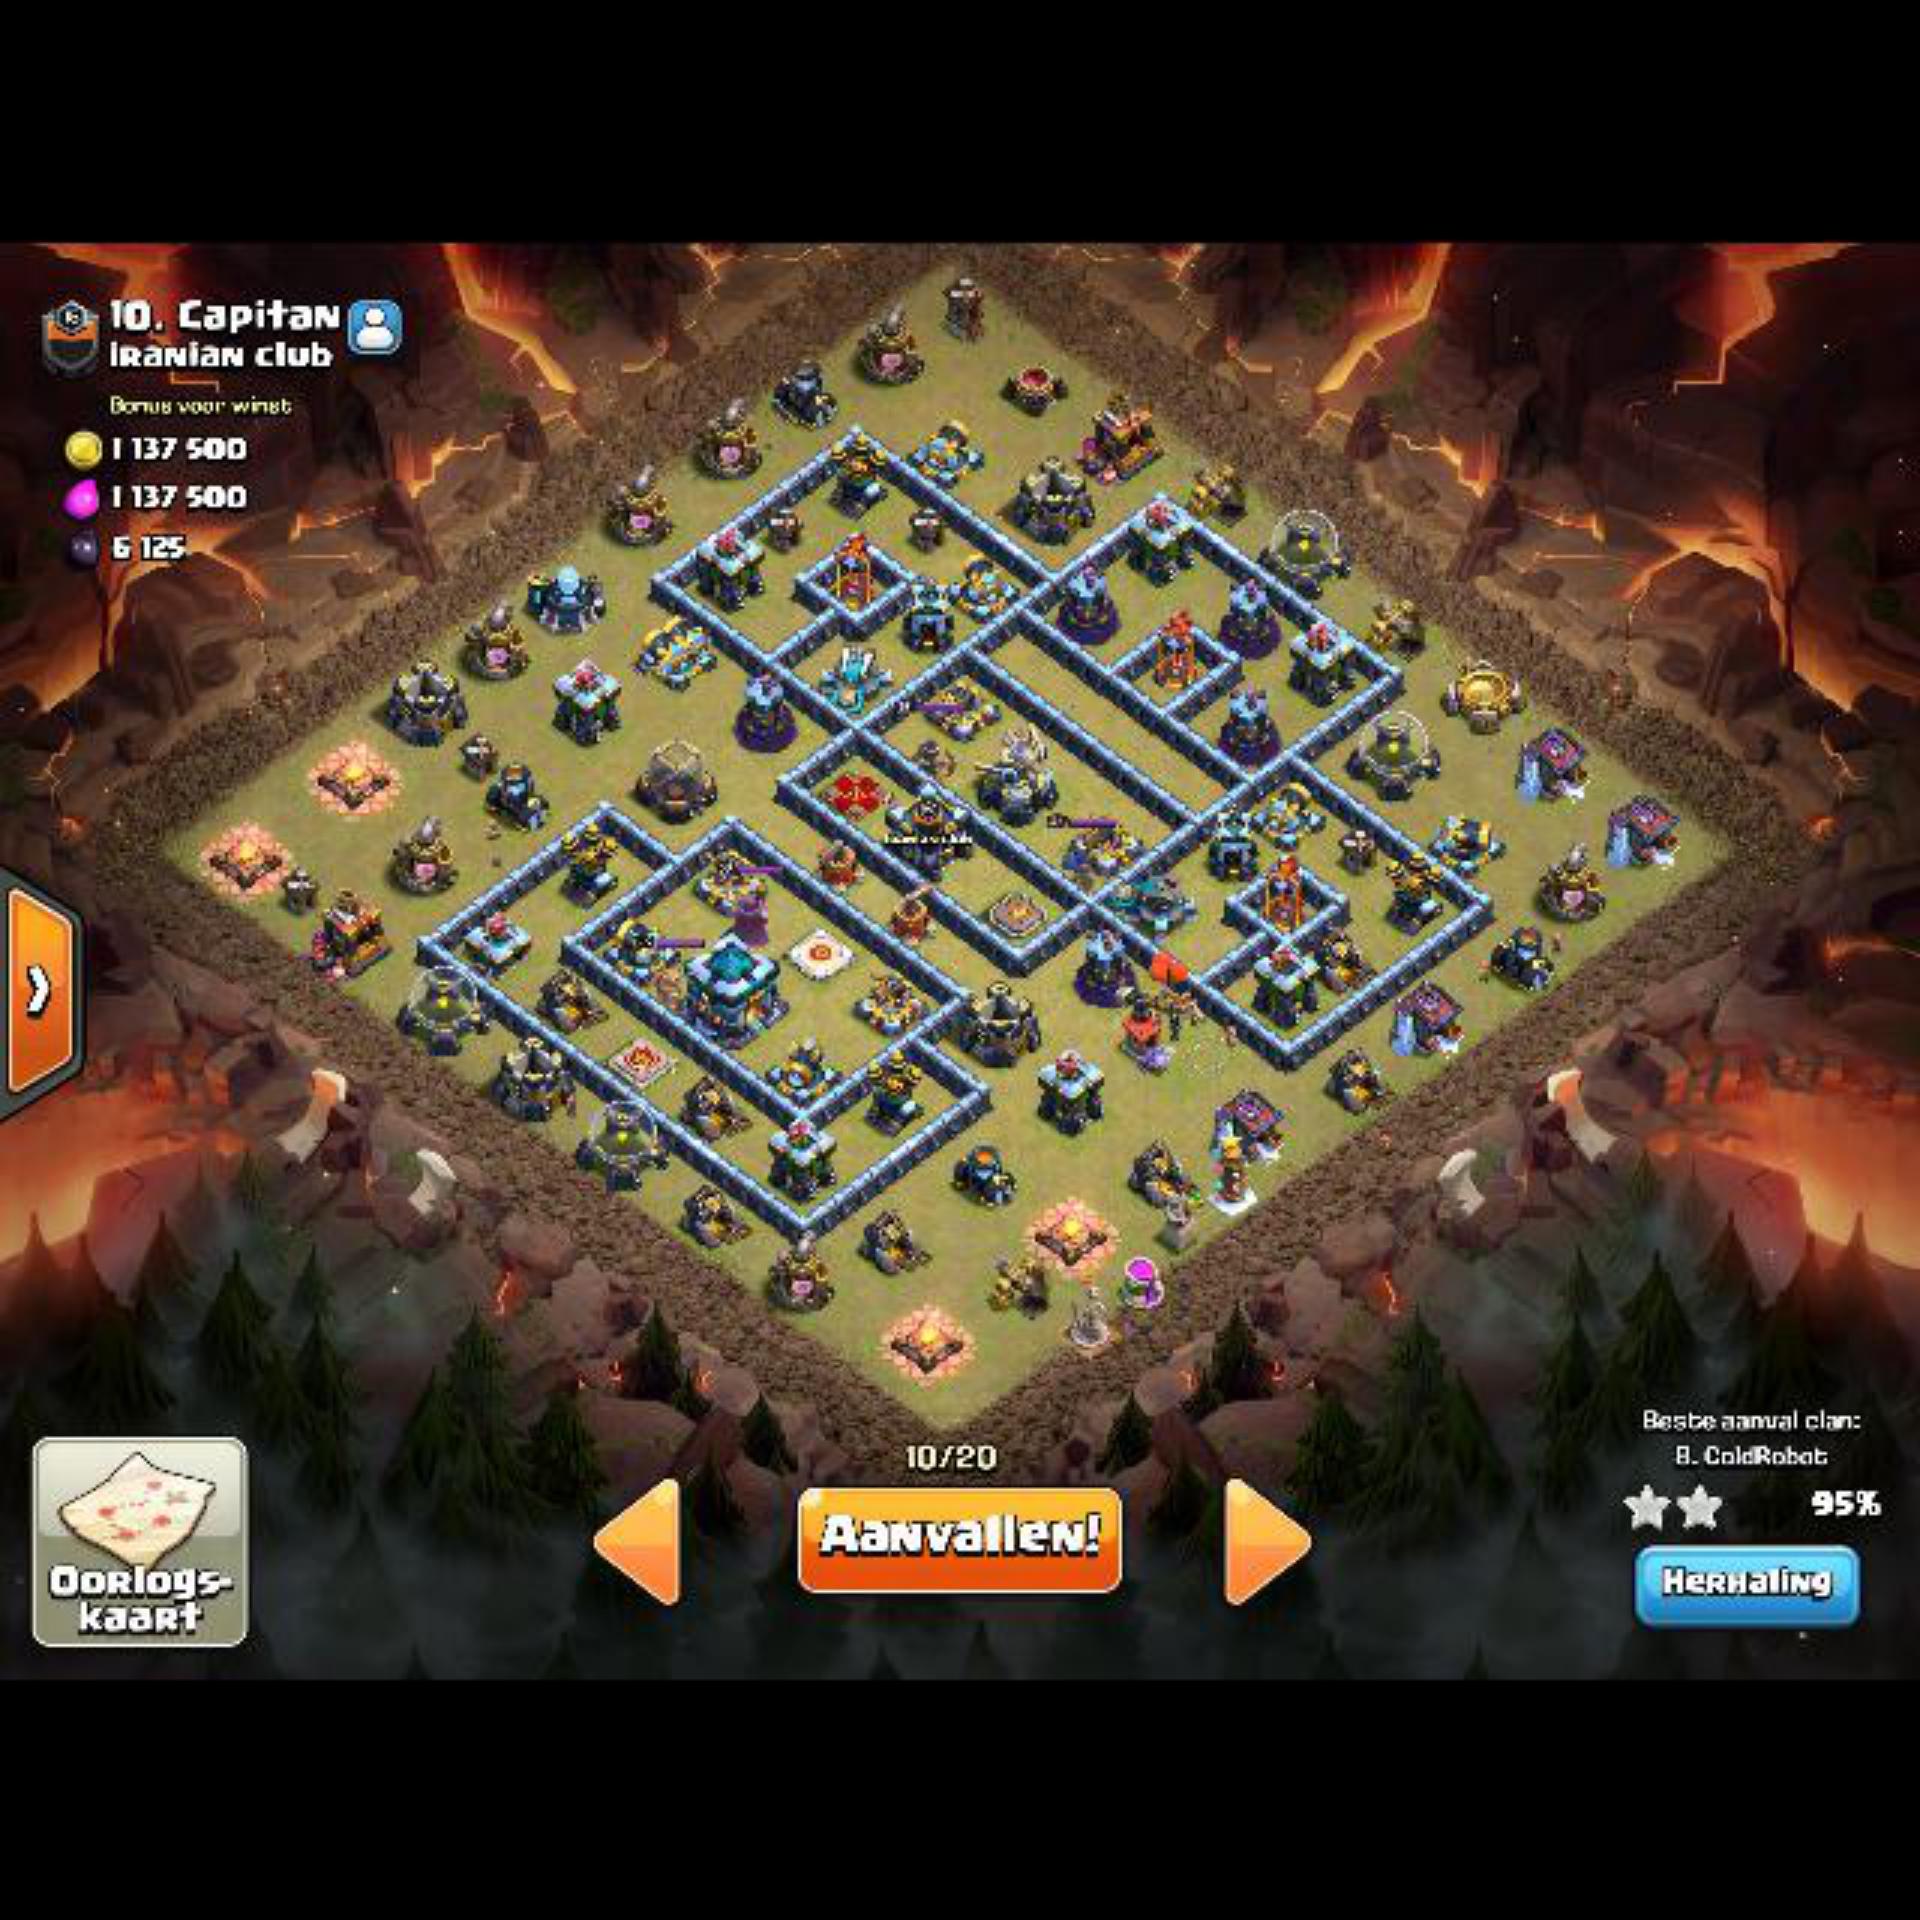 10. Capitan
iranian club
Bonus voor winst
1 137 500
1 137 500
6 125
10/20
Aanvallen!
Oorlogs-
kaart
Beste aanval clan:
8. ColdRobot
95%
Herhaling